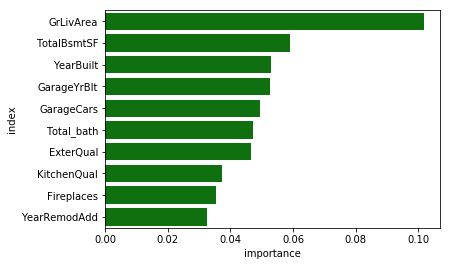 GrLivArea
TotalBsmtSF
YearBuilt
GarageYrBlt
GarageCars
Total_bath
ExterQual
KitchenQual
Fireplaces
YearRemodAdd
index
0.00 0.02 0.04 0.06 0.08 0.10
importance